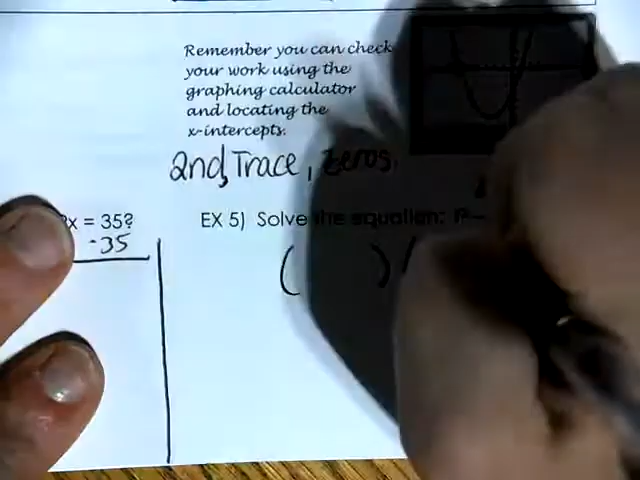 Remember you can check
your work using the
graphing calculator
and locating the
x-intercepts.
2nd, Trace, Zeros.
x = 35?
-35
EX 5) Solve the equation:
( ) (